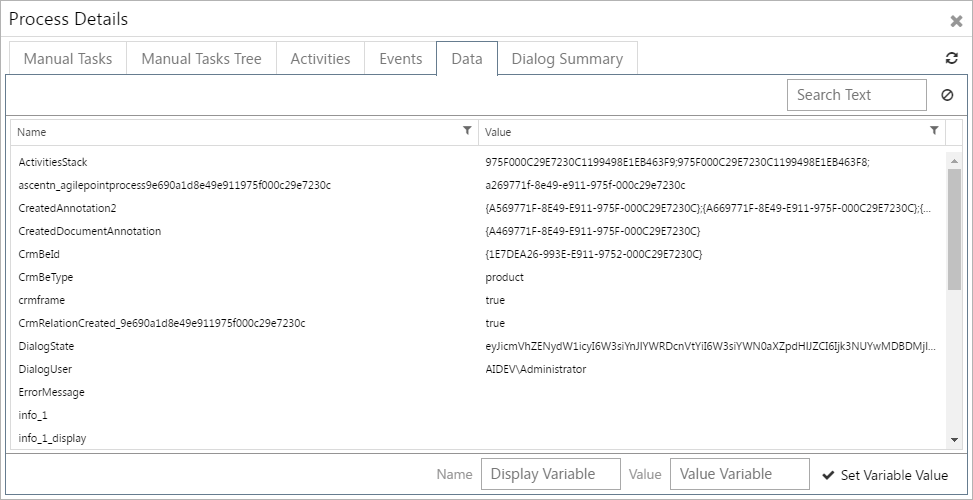 Process Details
Manual Tasks Manual Tasks Tree Activities Events Data Dialog Summary
Search Text
Name Value
ActivitiesStack 975F000C29E7230C1199498E1EB463F9;975F000C29E7230C1199498E1EB463F8;
ascentn_agilepointprocess9e690a1d8e49e911975f000c29e7230c a269771f-8e49-e911-975f-000c29e7230c
CreatedAnnotation2 {A569771F-8E49-E911-975F-000C29E7230C};{A669771F-8E49-E911-975F-000C29E7230C};{...
CreatedDocumentAnnotation {A469771F-8E49-E911-975F-000C29E7230C}
CrmBeId {1E7DEA26-993E-E911-9752-000C29E7230C}
CrmBeType product
crmframe true
CrmRelationCreated_9e690a1d8e49e911975f000c29e7230c true
DialogState eyJicmVhZENydW1icyI6W3siYnJlYWRDcnVtYiI6W3siYWN0aXZpdHlJZCI6Ijk3NUYwMDBDMjl...
DialogUser AIDEV\Administrator
ErrorMessage
info_1
info_1_display
Name Display Variable Value Value Variable Set Variable Value